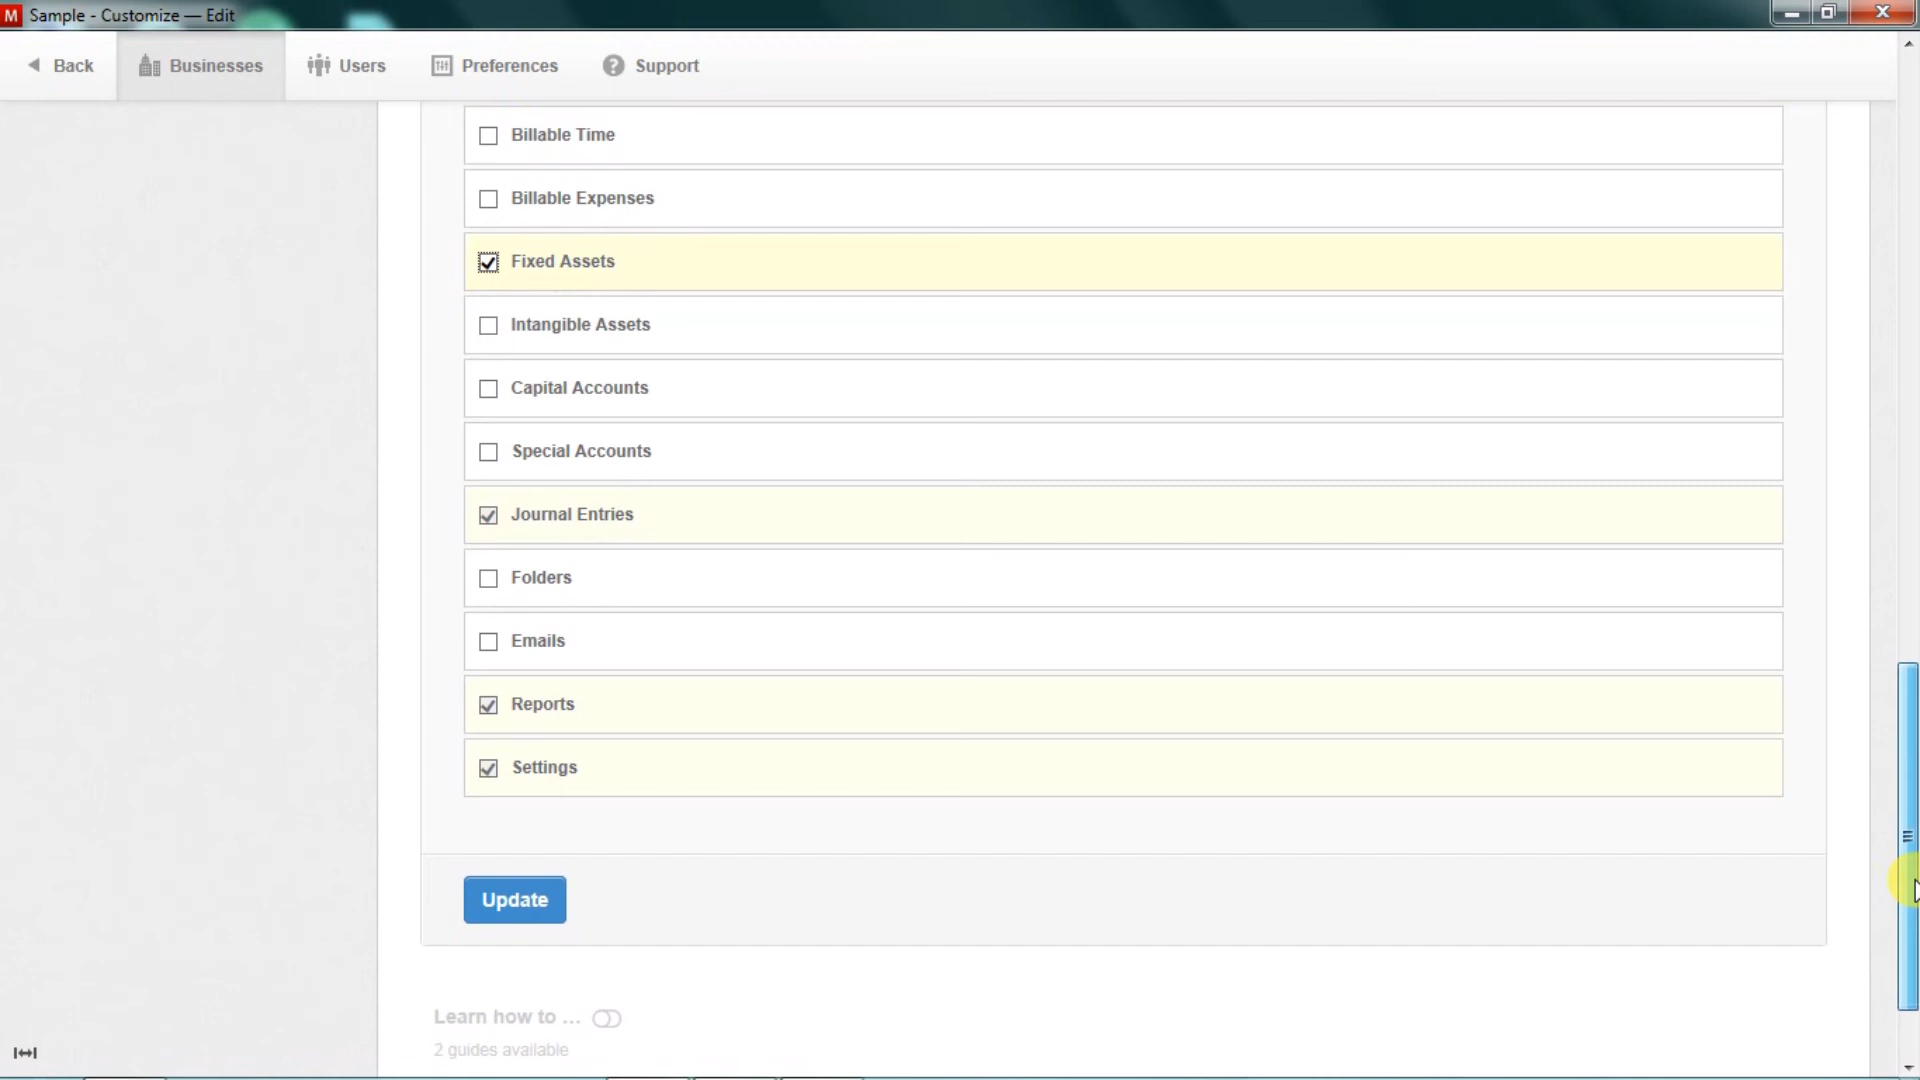 M Sample - Customize — Edit
Back Businesses Users Preferences Support
Billable Time
Billable Expenses
Fixed Assets
Intangible Assets
Capital Accounts
Special Accounts
Journal Entries
Folders
Emails
Reports
Settings
Update
Learn how to ...
2 guides available